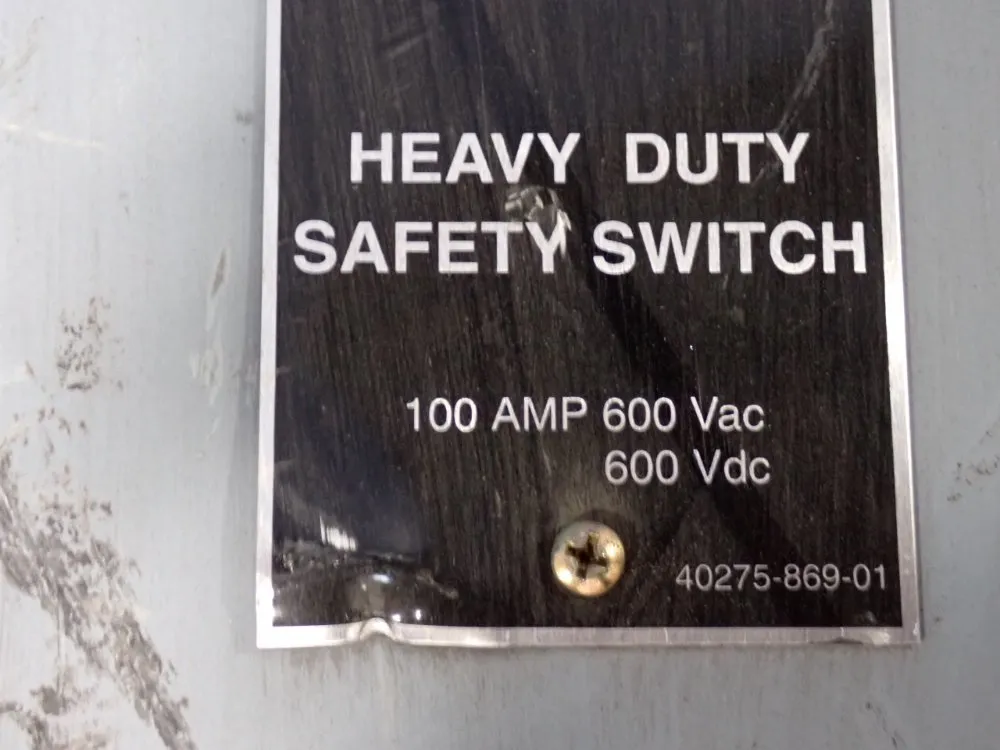 HEAVY DUTY
SAFETY SWITCH
100 AMP 600 Vac
600 Vdc
40275-869-01